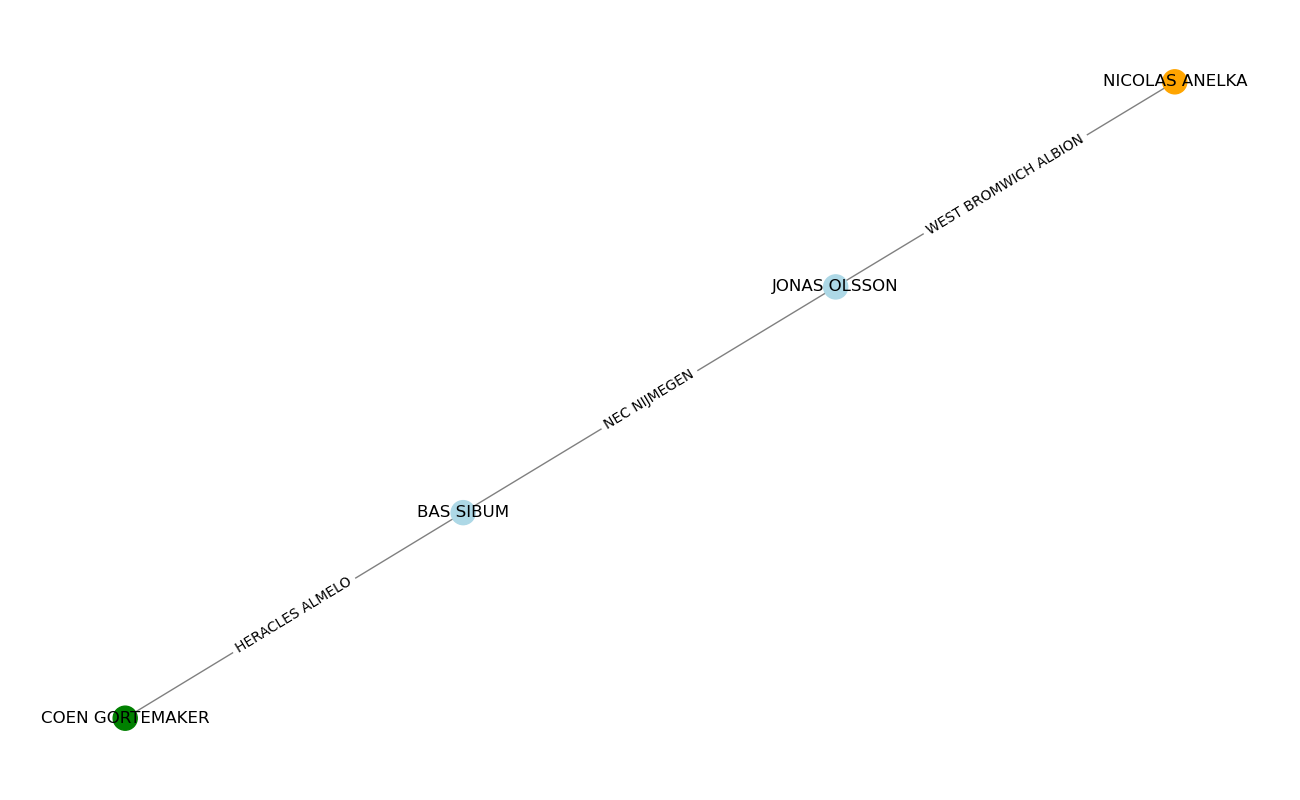 NICOLAS ANELKA
WEST BROMWICH ALBION
JONAS OLSSON
NEC NIJMEGEN
BAS SIBUM
HERACLES ALMELO
COEN GORTEMAKER